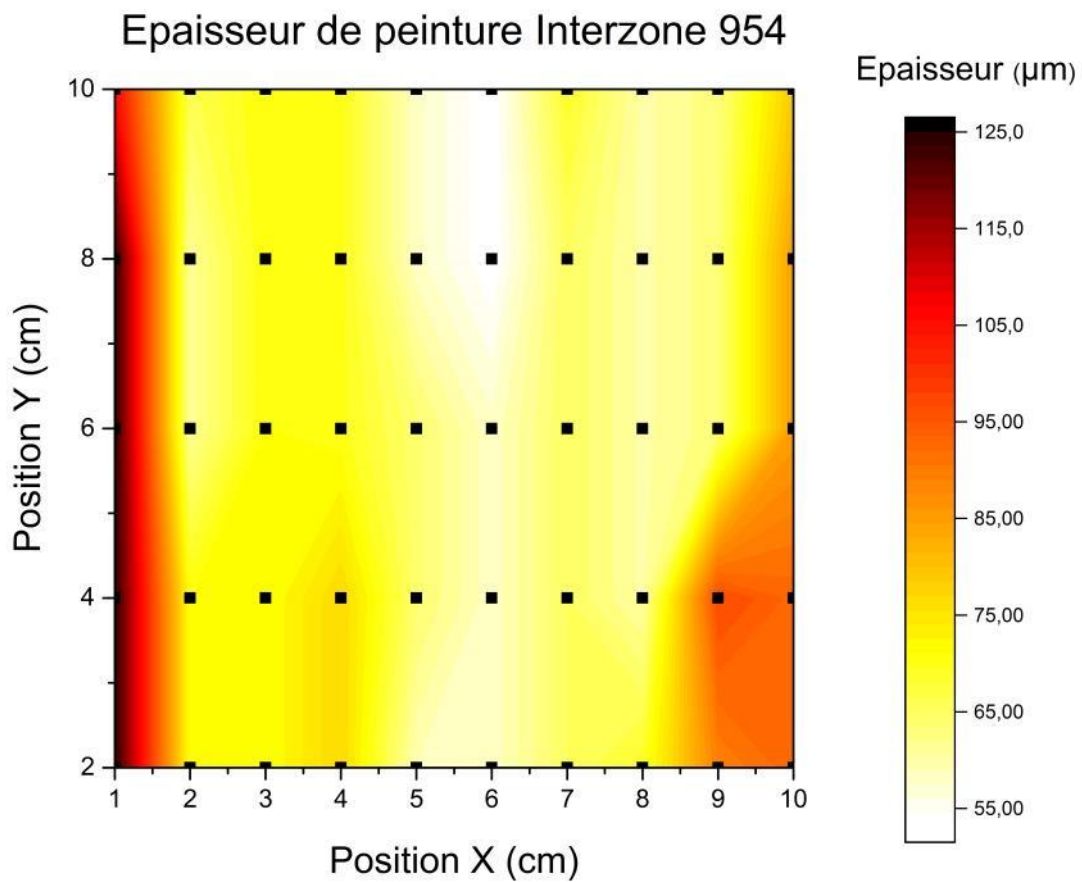 Epaisseur de peinture Interzone 954
Epaisseur (µm)
125,0
115,0
105,0
95,00
85,00
75,00
65,00
55,00
10
8
6
4
2
Position Y (cm)
1 2 3 4 5 6 7 8 9 10
Position X (cm)